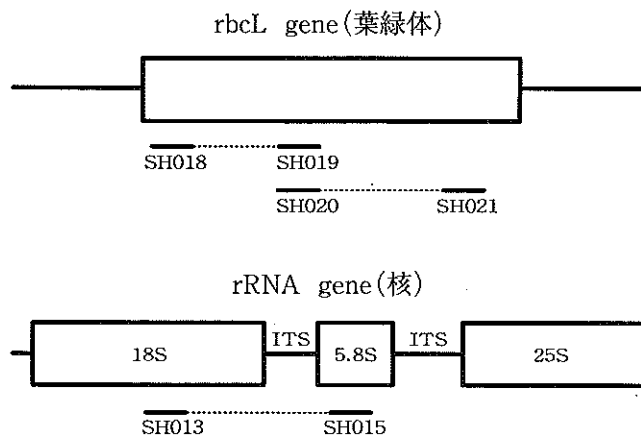 rbcL gene(葉緑体)
SH018 SH019
SH020 SH021
rRNA gene(核)
18S ITS 5.8S ITS 25S
SH013 SH015